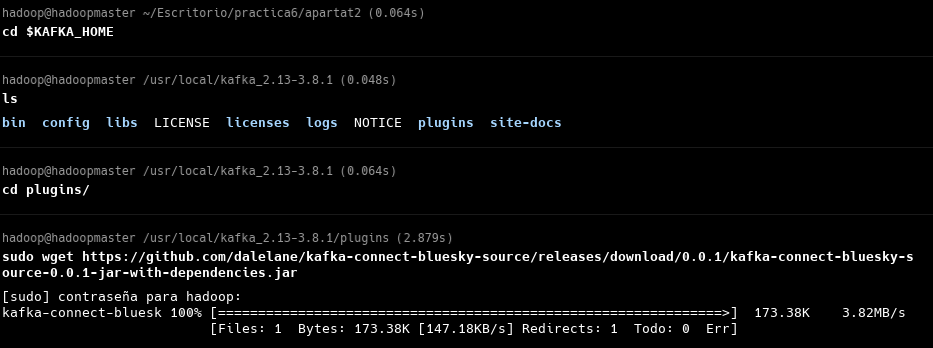 hadoop@hadoopmaster ~/Escritorio/practica6/apartat2 (0.064s)
cd $KAFKA_HOME
hadoop@hadoopmaster /usr/local/kafka_2.13-3.8.1 (0.048s)
ls
bin  config  libs  LICENSE  licenses  logs  NOTICE  plugins  site-docs
hadoop@hadoopmaster /usr/local/kafka_2.13-3.8.1 (0.064s)
cd plugins/
hadoop@hadoopmaster /usr/local/kafka_2.13-3.8.1/plugins (2.879s)
sudo wget https://github.com/dalelane/kafka-connect-bluesky-source/releases/download/0.0.1/kafka-connect-bluesky-s
ource-0.0.1-jar-with-dependencies.jar
[sudo] contraseña para hadoop:
kafka-connect-bluesk 100% [===============================================================>]  173.38K    3.82MB/s
[Files: 1  Bytes: 173.38K [147.18KB/s] Redirects: 1  Todo: 0  Err]